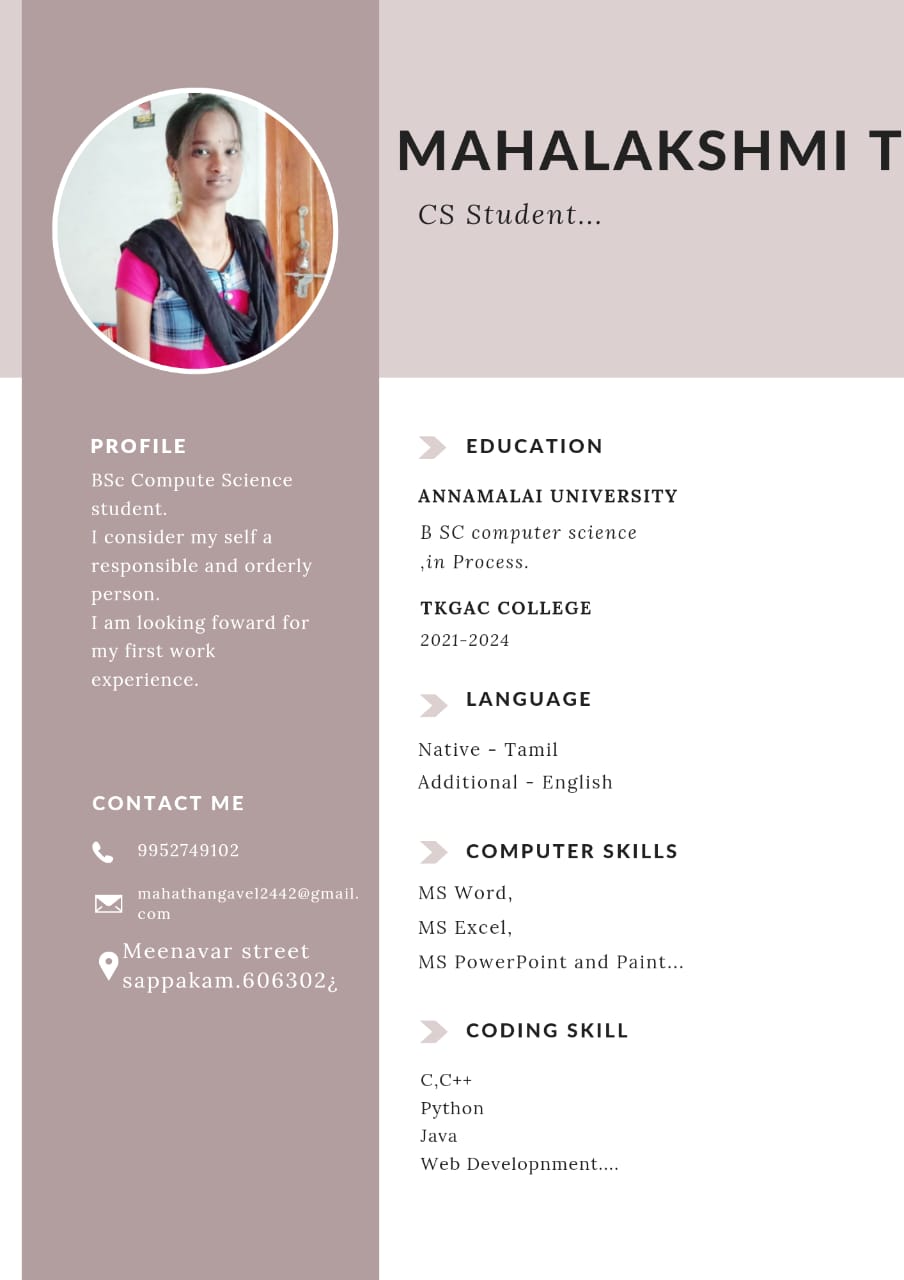 MAHALAKSHMI T
CS Student...
PROFILE
BSc Compute Science
student.
I consider my self a
responsible and orderly
person.
I am looking foward for
my first work
experience.
CONTACT ME
9952749102
mahathangavel2442@gmail.
com
Meenavar street
sappakam.606302¿
EDUCATION
ANNAMALAI UNIVERSITY
B SC computer science
,in Process.
TKGAC COLLEGE
2021-2024
LANGUAGE
Native - Tamil
Additional - English
COMPUTER SKILLS
MS Word,
MS Excel,
MS PowerPoint and Paint...
CODING SKILL
C,C++
Python
Java
Web Developnment....